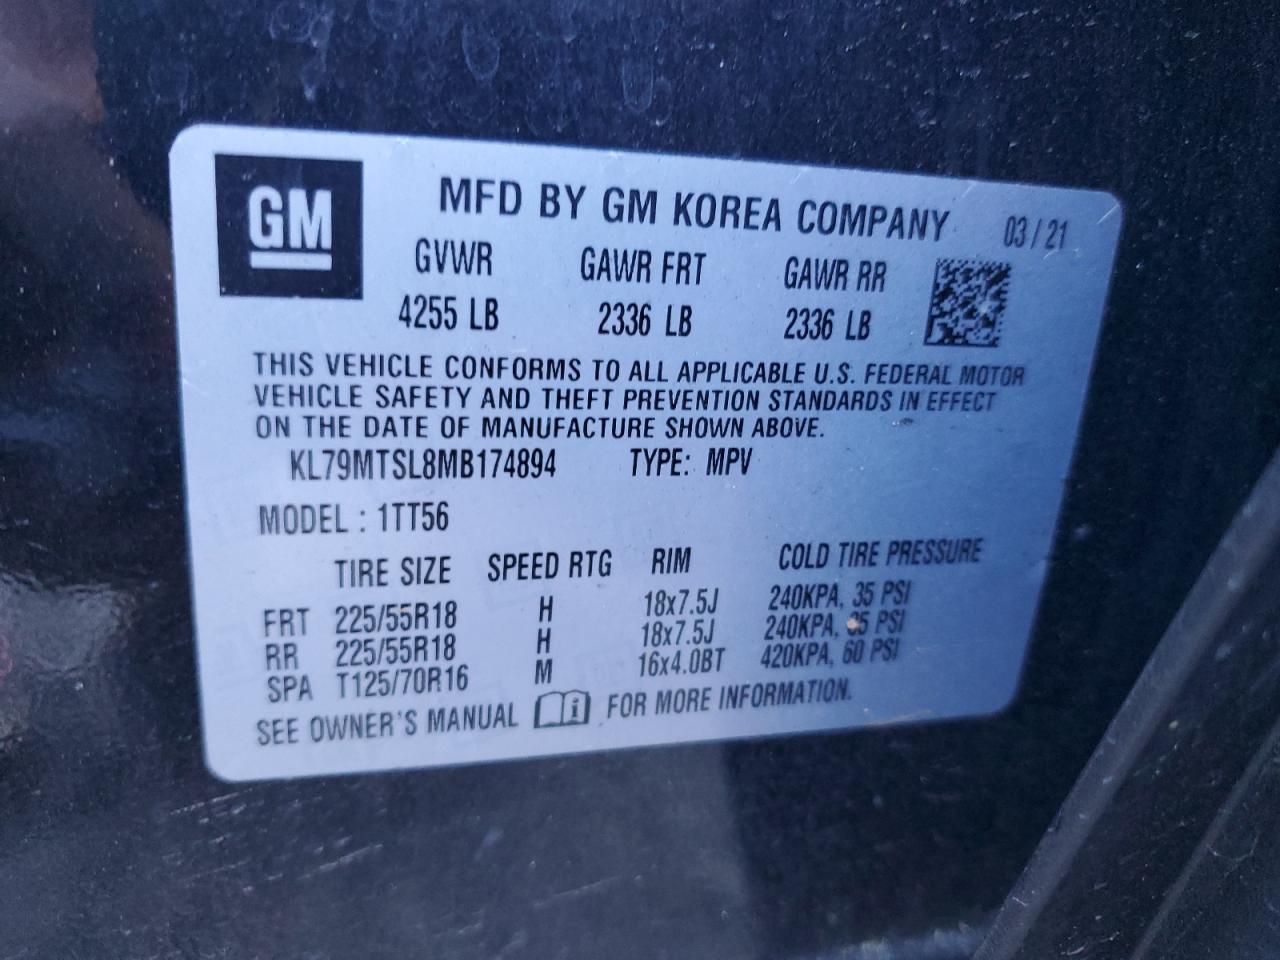 GM
MFD BY GM KOREA COMPANY 03/21
GVWR GAWR FRT GAWR RR
4255 LB 2336 LB 2336 LB
THIS VEHICLE CONFORMS TO ALL APPLICABLE U.S. FEDERAL MOTOR
VEHICLE SAFETY AND THEFT PREVENTION STANDARDS IN EFFECT
ON THE DATE OF MANUFACTURE SHOWN ABOVE.
KL79MTSL8MB174894 TYPE: MPV
MODEL : 1TT56
TIRE SIZE SPEED RTG RIM COLD TIRE PRESSURE
FRT 225/55R18 H 18x7.5J 240KPA, 35 PSI
RR 225/55R18 H 18x7.5J 240KPA, 35 PSI
SPA T125/70R16 M 16x4.0BT 420KPA, 60 PSI
SEE OWNER'S MANUAL i FOR MORE INFORMATION.